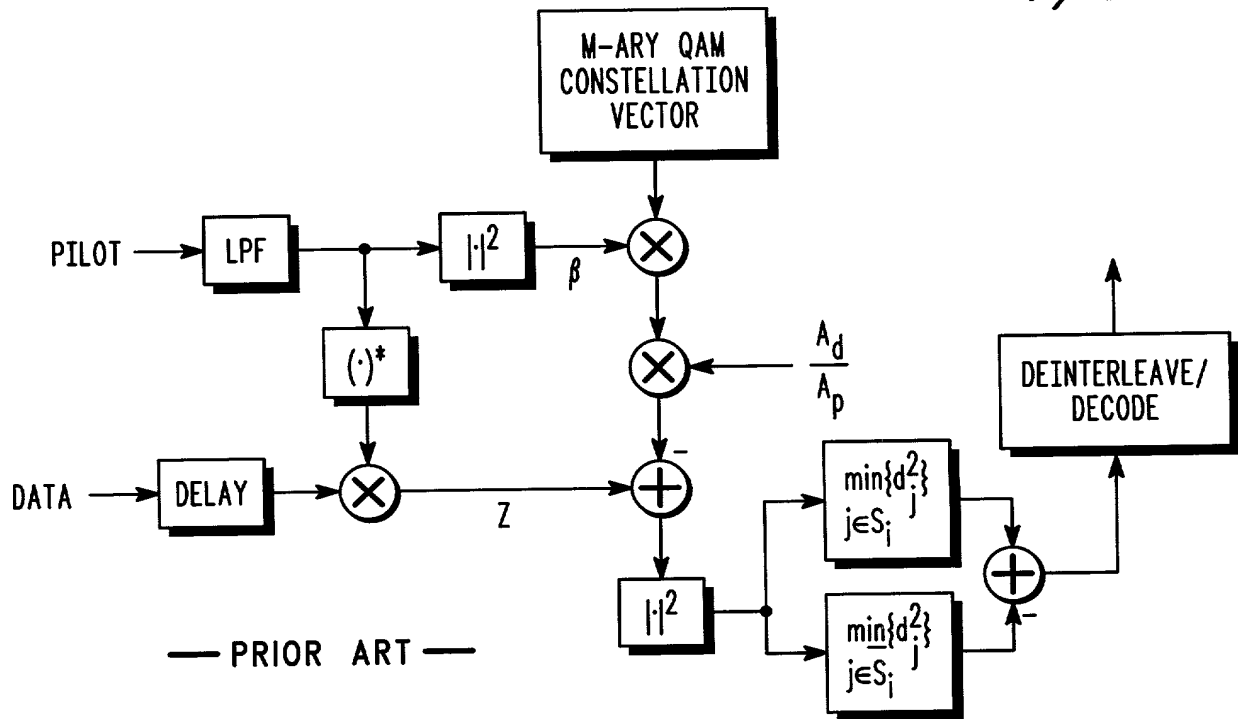 M-ARY QAM
CONSTELLATION
VECTOR
PILOT
LPF
|·|²
β
(·)*
A_d
A_p
DEINTERLEAVE/
DECODE
DATA
DELAY
Z
-
min{d²_j}
j∈S_i
|·|²
-
min{d²_j}
j∈S̅_i
— PRIOR ART —